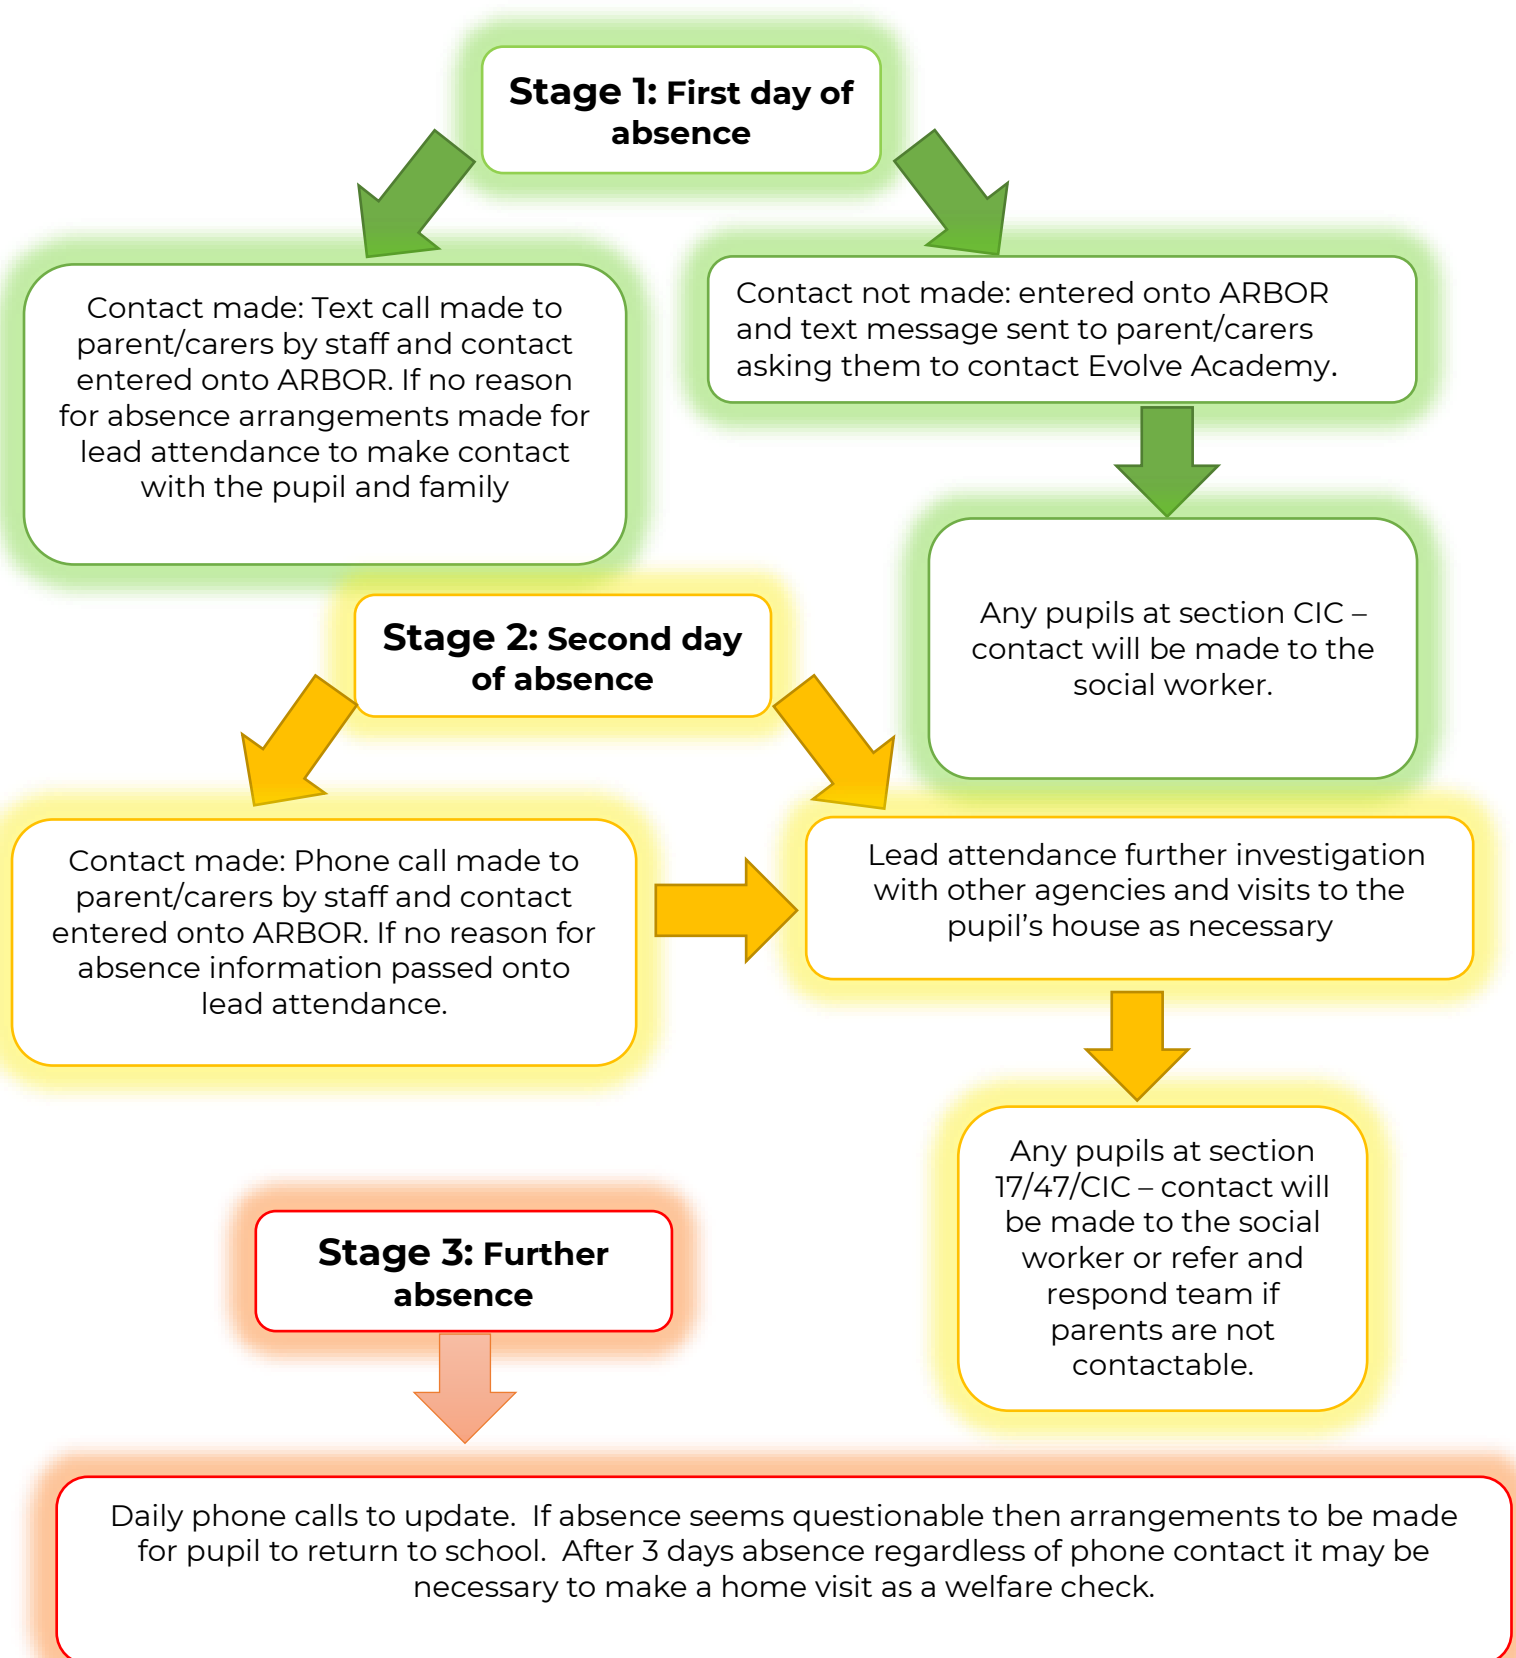 Stage 1: First day of
absence
Contact made: Text call made to
parent/carers by staff and contact
entered onto ARBOR. If no reason
for absence arrangements made for
lead attendance to make contact
with the pupil and family
Contact not made: entered onto ARBOR
and text message sent to parent/carers
asking them to contact Evolve Academy.
Any pupils at section CIC –
contact will be made to the
social worker.
Stage 2: Second day
of absence
Contact made: Phone call made to
parent/carers by staff and contact
entered onto ARBOR. If no reason for
absence information passed onto
lead attendance.
Lead attendance further investigation
with other agencies and visits to the
pupil’s house as necessary
Any pupils at section
17/47/CIC – contact will
be made to the social
worker or refer and
respond team if
parents are not
contactable.
Stage 3: Further
absence
Daily phone calls to update.  If absence seems questionable then arrangements to be made
for pupil to return to school.  After 3 days absence regardless of phone contact it may be
necessary to make a home visit as a welfare check.